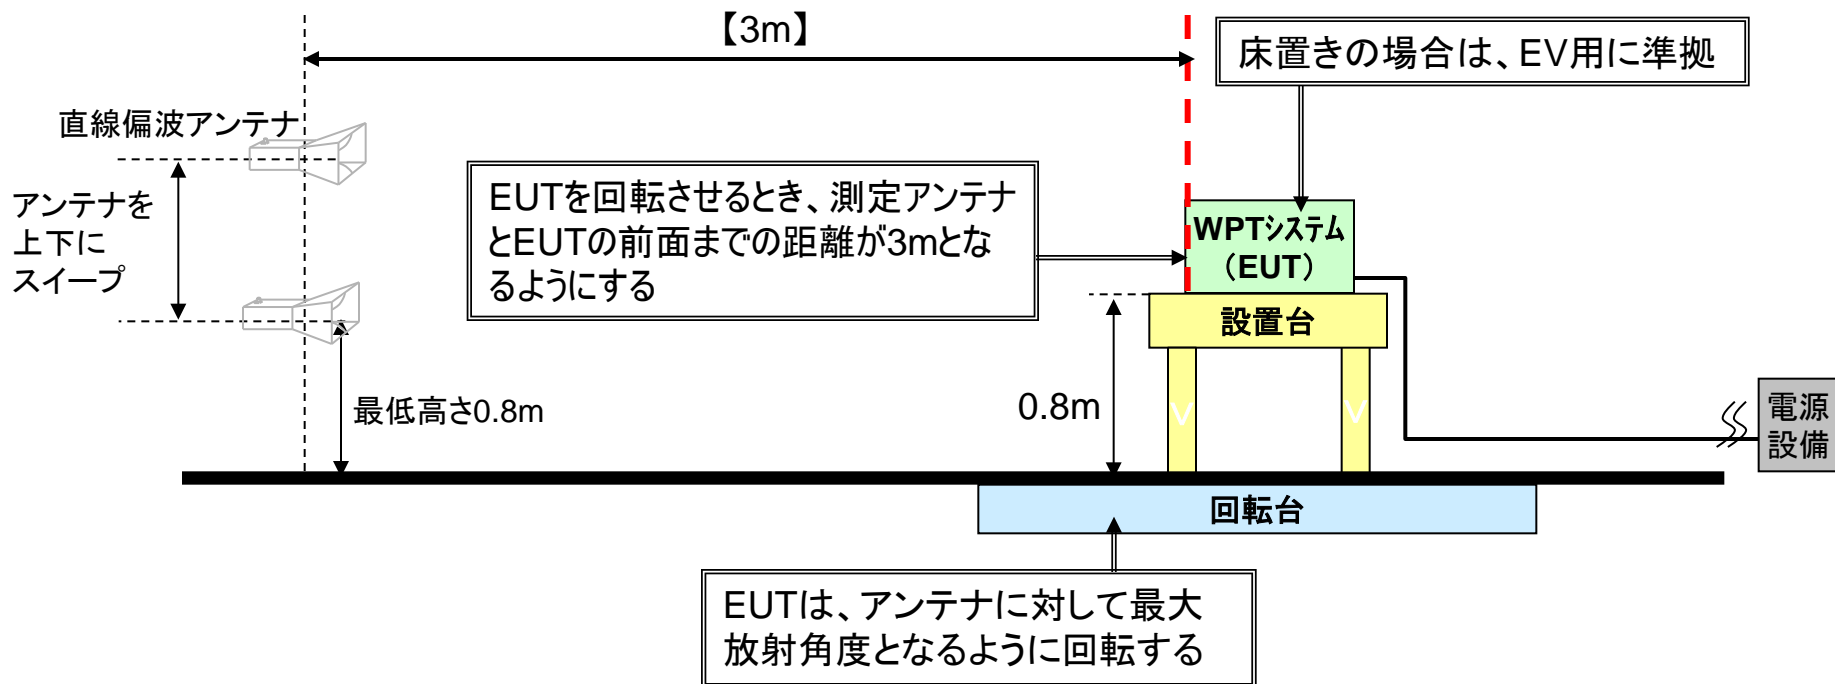 【3m】
床置きの場合は、EV用に準拠
直線偏波アンテナ
アンテナを
上下に
スイープ
EUTを回転させるとき、測定アンテナ
とEUTの前面までの距離が3mとな
るようにする
WPTシステム
（EUT）
設置台
最低高さ0.8m
0.8m
V
V
電源
設備
回転台
EUTは、アンテナに対して最大
放射角度となるように回転する